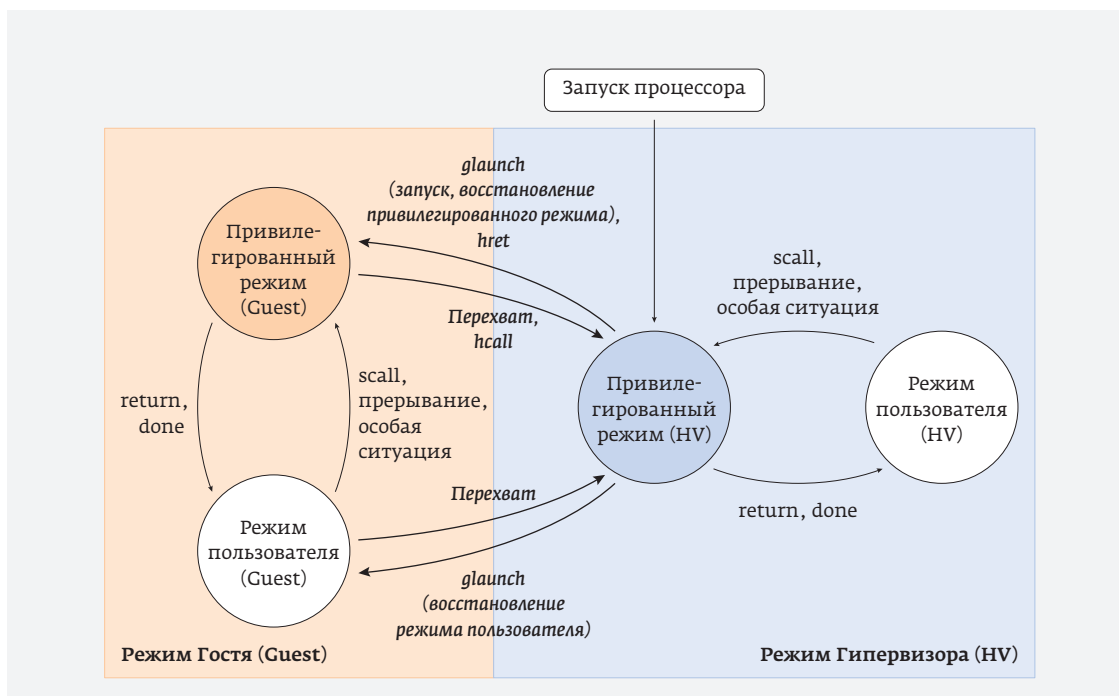 Запуск процессора
glaunch
(запуск, восстановление
привилегированного режима),
hret
Привиле-
гированный
режим
(Guest)
scall,
прерывание,
особая ситуация
Перехват,
hcall
return,
done
scall,
прерывание,
особая
ситуация
Привиле-
гированный
режим (HV)
Режим
пользователя
(HV)
Перехват
return, done
Режим
пользователя
(Guest)
glaunch
(восстановление
режима пользователя)
Режим Гостя (Guest)
Режим Гипервизора (HV)